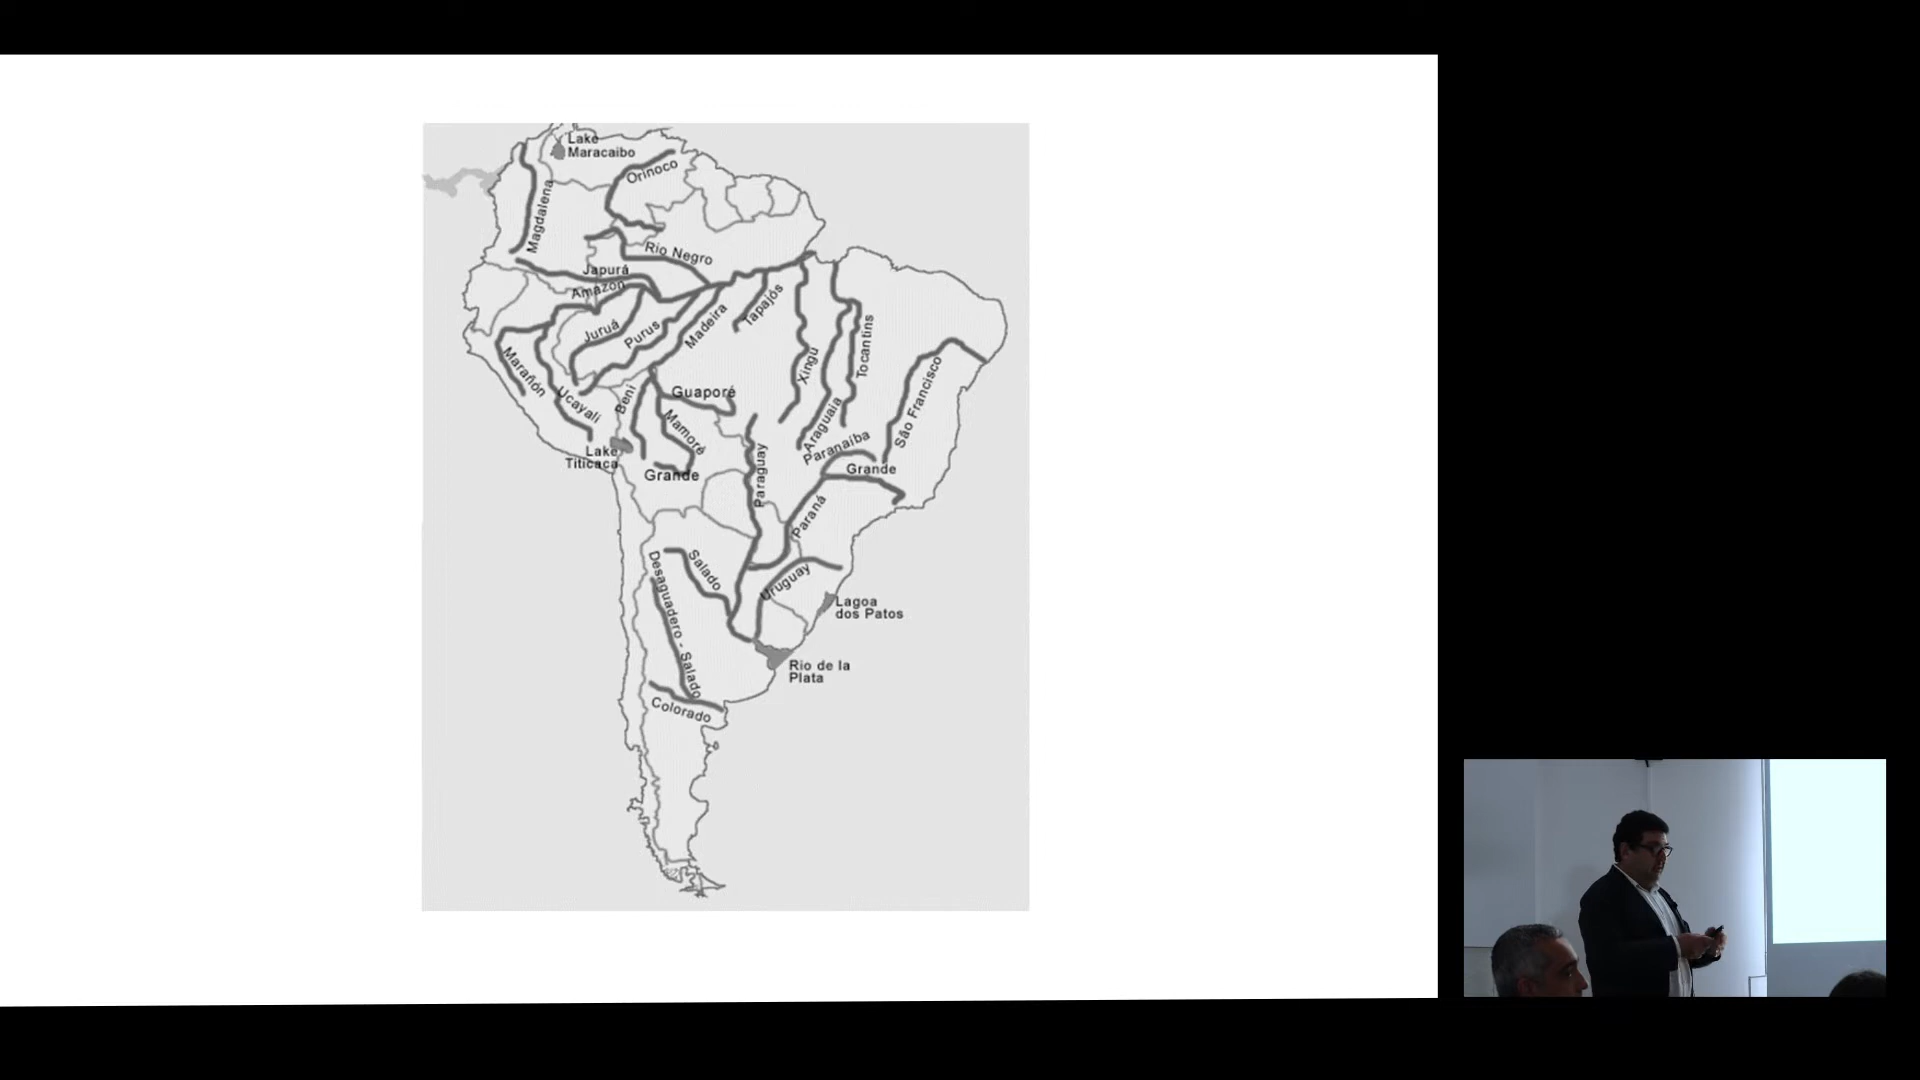 Lake
Maracaibo
Orinoco
Magdalena
Rio Negro
Japurá
Amazon
Tapajós
Juruá
Purus
Madeira
Marañón
Ucayali
Beni
Guaporé
Mamoré
Xingu
Tocantins
Araguaia
São Francisco
Paranaíba
Grande
Lake
Titicaca
Grande
Paraguay
Paraná
Salado
Uruguay
Desaguadero - Salado
Lagoa
dos Patos
Rio de la
Plata
Colorado